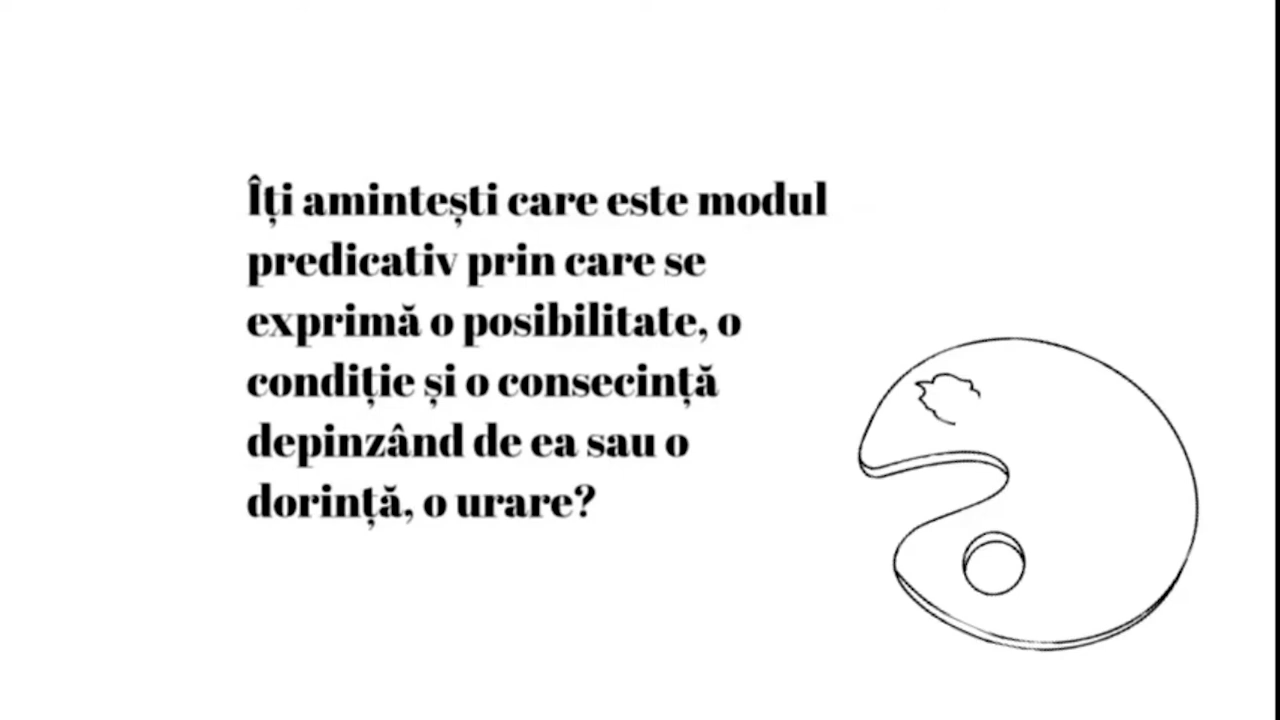 Îți amintești care este modul
predicativ prin care se
exprimă o posibilitate, o
condiție și o consecință
depinzând de ea sau o
dorință, o urare?